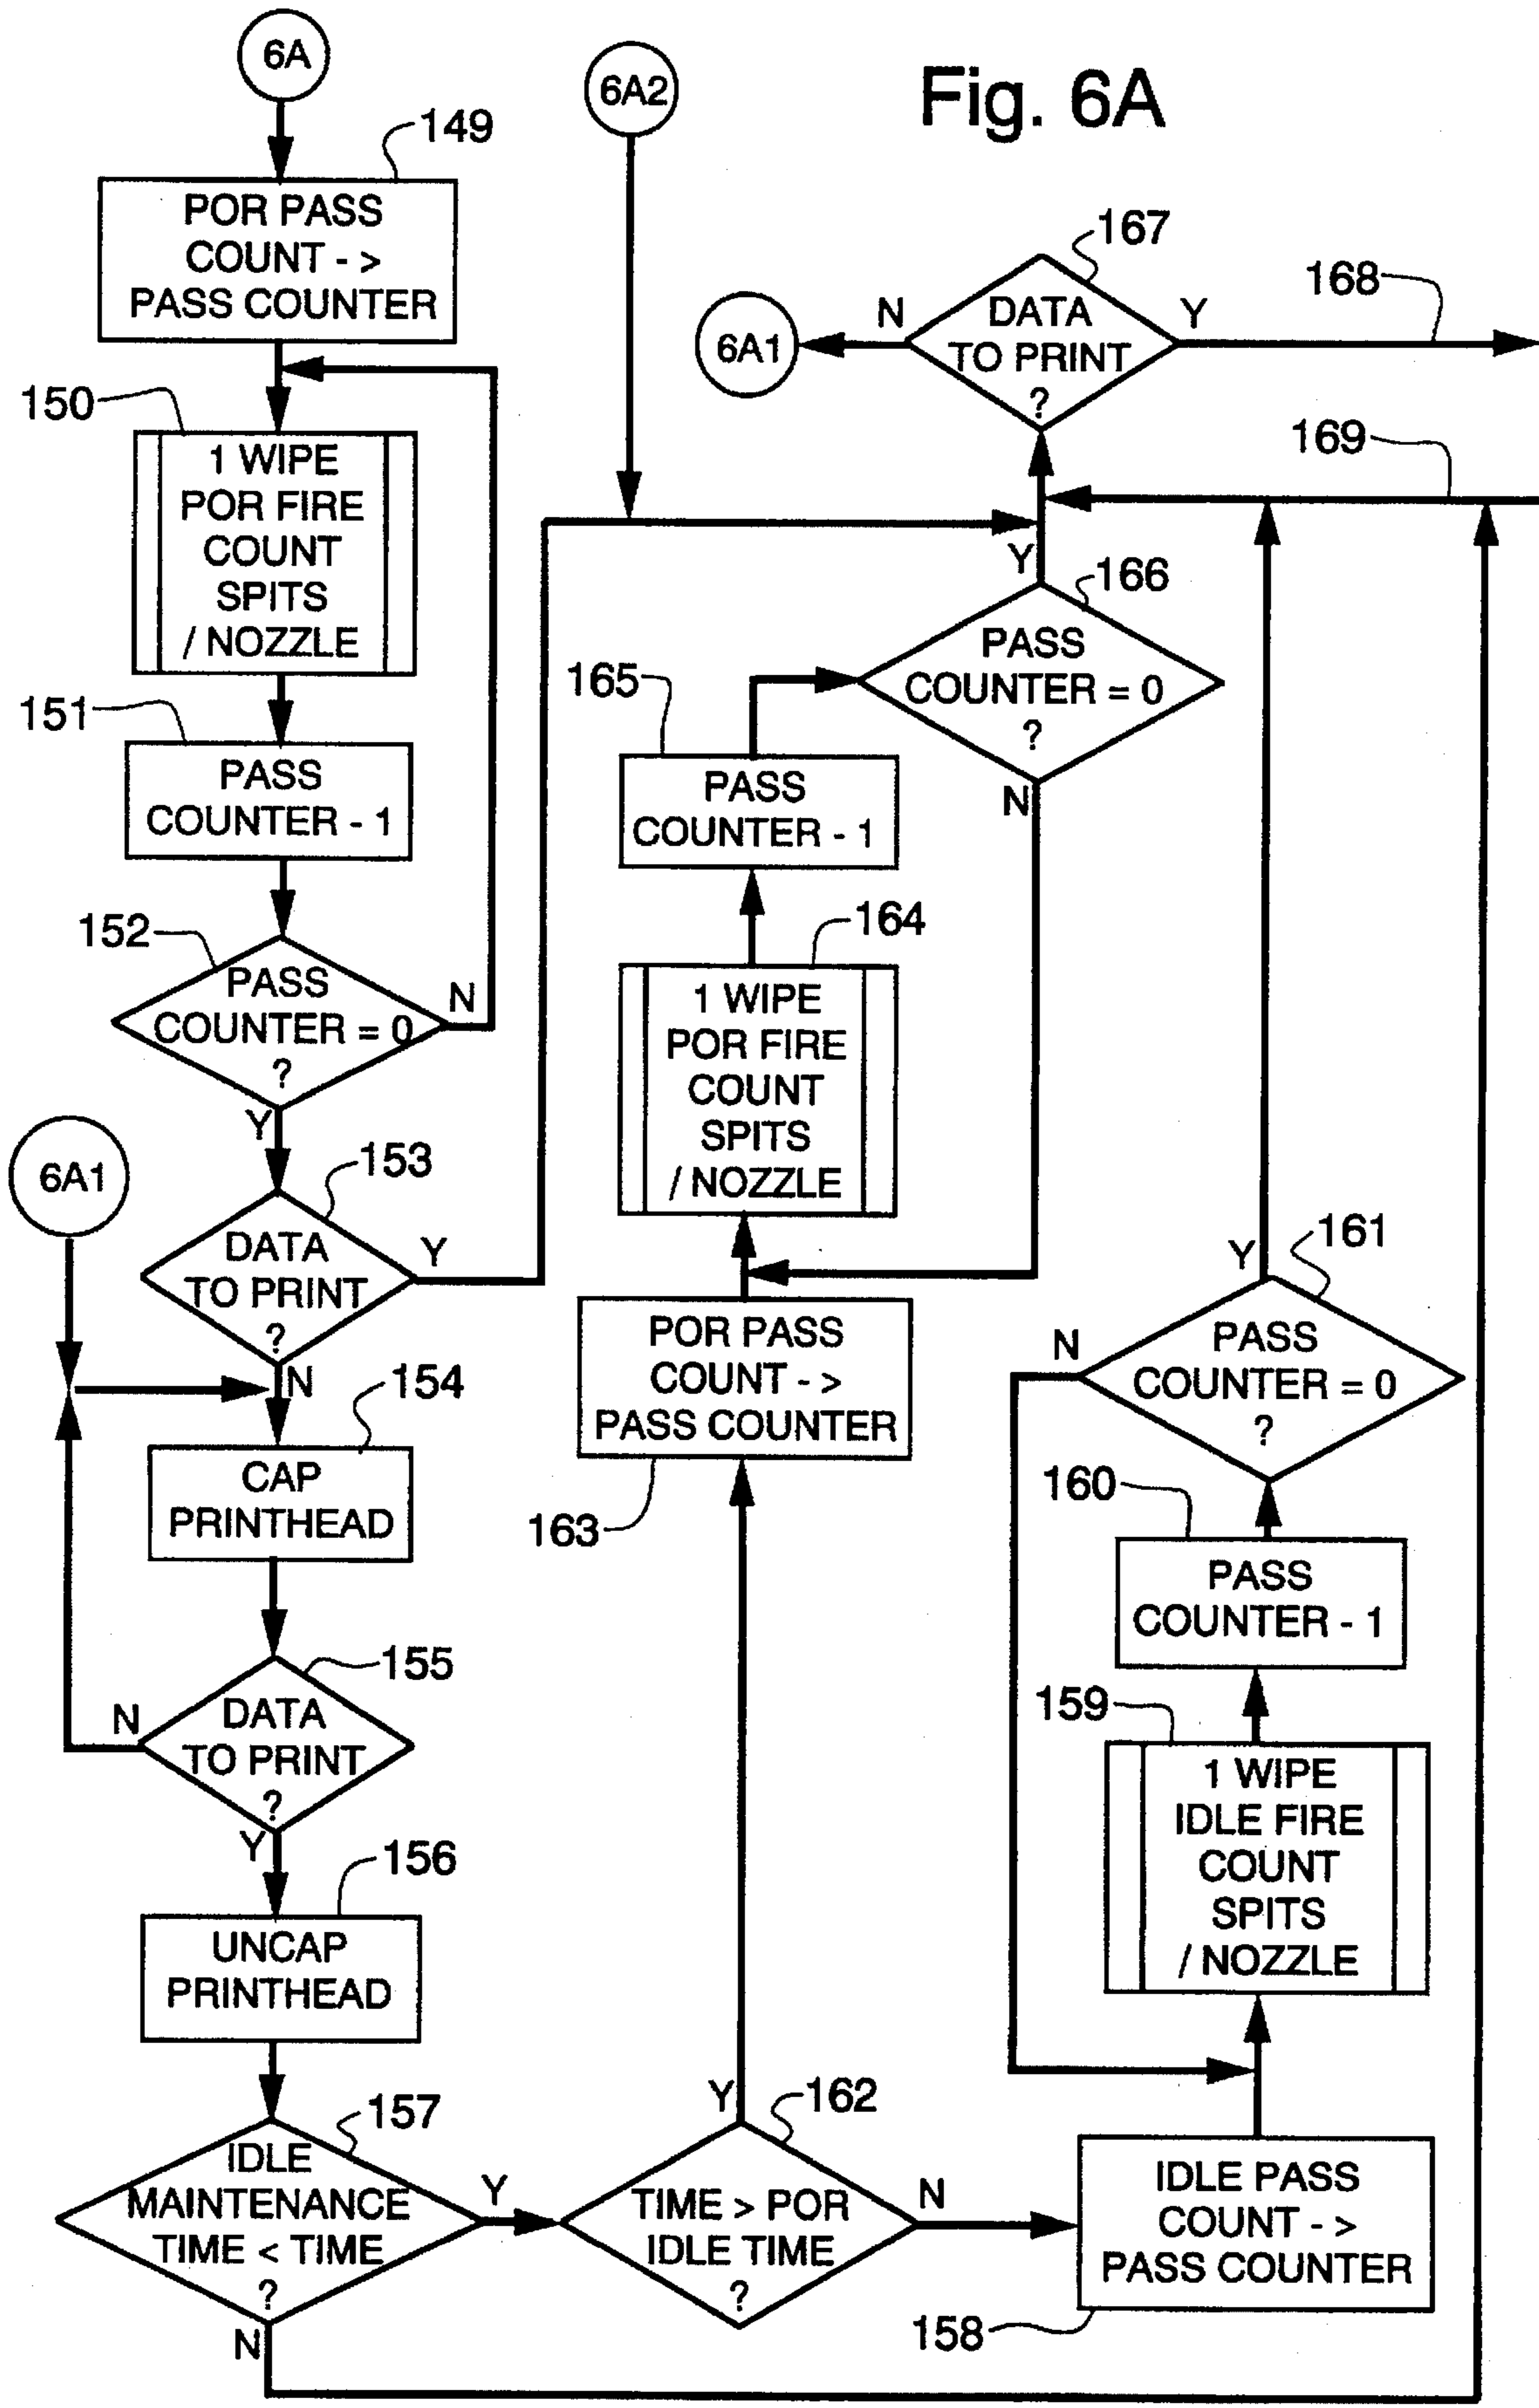 Fig. 6A
6A
149
POR PASS
COUNT - >
PASS COUNTER
150
1 WIPE
POR FIRE
COUNT
SPITS
/ NOZZLE
151
PASS
COUNTER - 1
152
PASS
COUNTER = 0
?
N
Y
6A1
153
DATA
TO PRINT
?
Y
N
154
CAP
PRINTHEAD
155
DATA
TO PRINT
?
N
Y
156
UNCAP
PRINTHEAD
157
IDLE
MAINTENANCE
TIME < TIME
?
Y
N
6A2
6A1
167
DATA
TO PRINT
?
N
Y
168
169
166
Y
PASS
COUNTER = 0
?
N
165
PASS
COUNTER - 1
164
1 WIPE
POR FIRE
COUNT
SPITS
/ NOZZLE
POR PASS
COUNT - >
PASS COUNTER
163
162
Y
TIME > POR
IDLE TIME
?
N
161
Y
N
PASS
COUNTER = 0
?
160
PASS
COUNTER - 1
159
1 WIPE
IDLE FIRE
COUNT
SPITS
/ NOZZLE
IDLE PASS
COUNT - >
PASS COUNTER
158